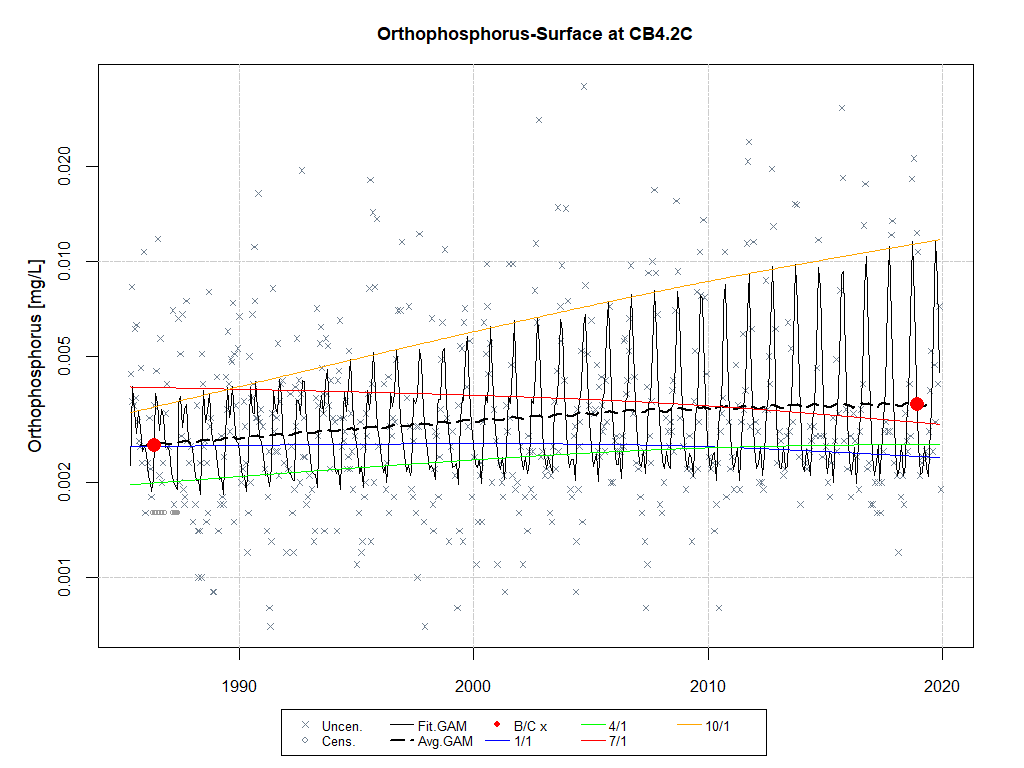 Orthophosphorus-Surface at CB4.2C
Orthophosphorus [mg/L]
0.020
0.010
0.005
0.002
0.001
1990 2000 2010 2020
Uncen. Fit.GAM B/C x 4/1 10/1
Cens. Avg.GAM 1/1 7/1